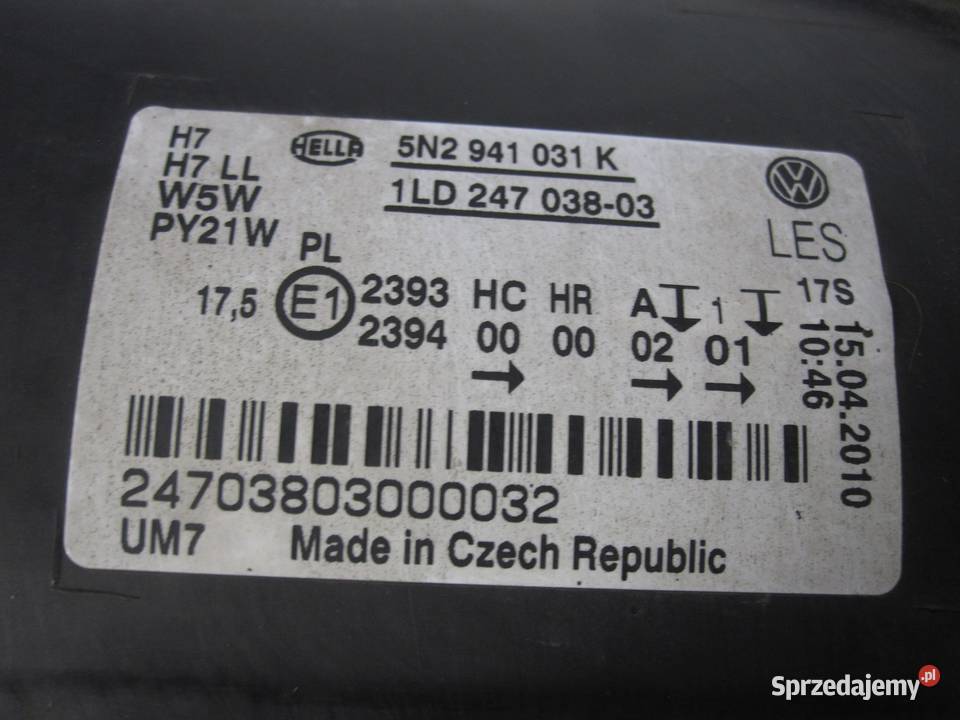 H7
H7 LL
W5W
PY21W
HELLA
5N2 941 031 K
1LD 247 038-03
VW
LES
PL
17,5 E1 2393 HC HR A 1 17S
2394 00 00 02 01
15.04.2010
10:46
24703803000032
UM7 Made in Czech Republic
Sprzedajemy.pl